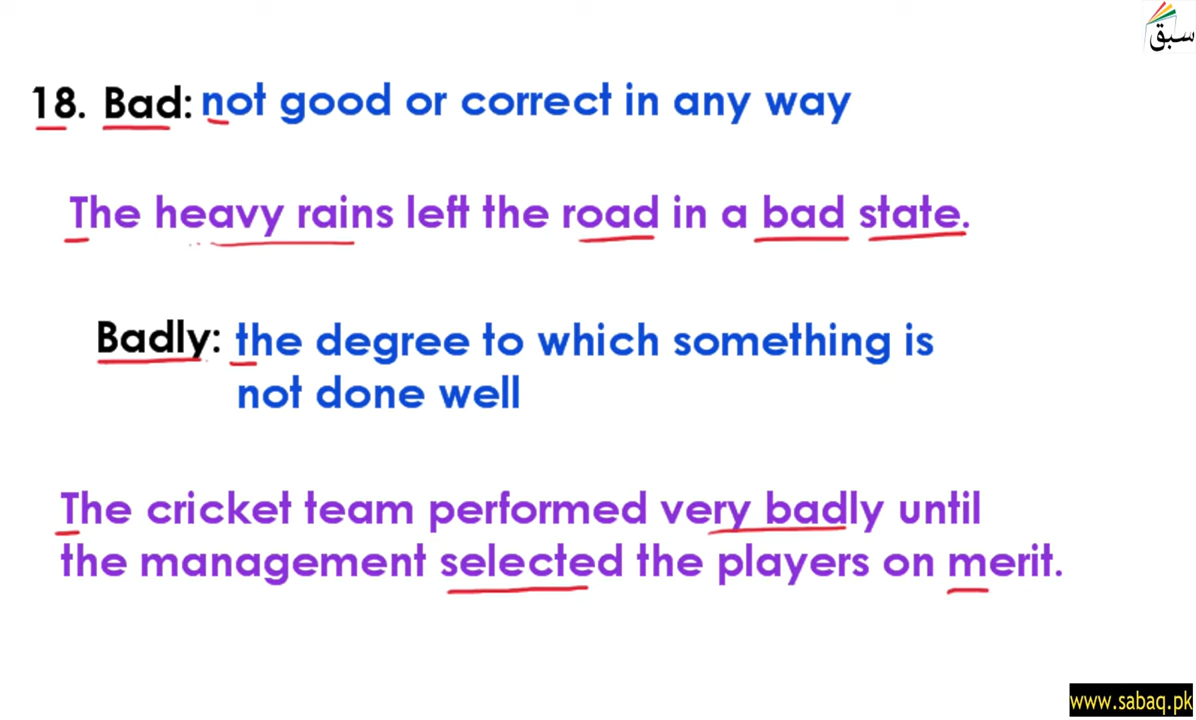 سبق
18. Bad: not good or correct in any way
The heavy rains left the road in a bad state.
Badly: the degree to which something is
not done well
The cricket team performed very badly until
the management selected the players on merit.
www.sabaq.pk